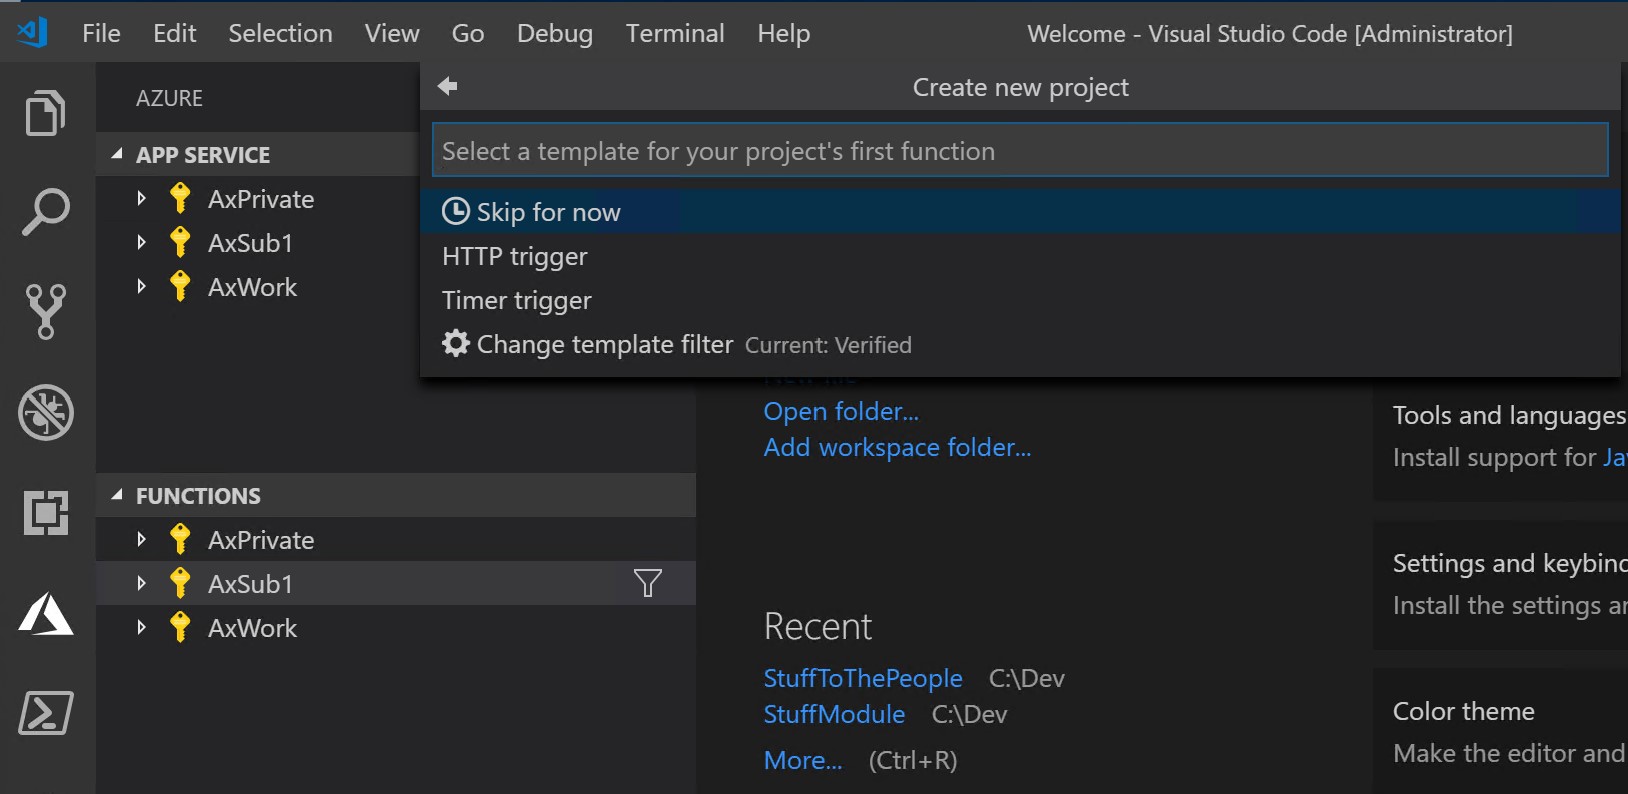 File Edit Selection View Go Debug Terminal Help Welcome - Visual Studio Code [Administrator]
AZURE
APP SERVICE
AxPrivate
AxSub1
AxWork
FUNCTIONS
AxPrivate
AxSub1
AxWork
Create new project
Select a template for your project's first function
Skip for now
HTTP trigger
Timer trigger
Change template filter Current: Verified
Open folder...
Add workspace folder...
Recent
StuffToThePeople C:\Dev
StuffModule C:\Dev
More... (Ctrl+R)
Tools and languages
Install support for Ja
Settings and keybind
Install the settings a
Color theme
Make the editor and